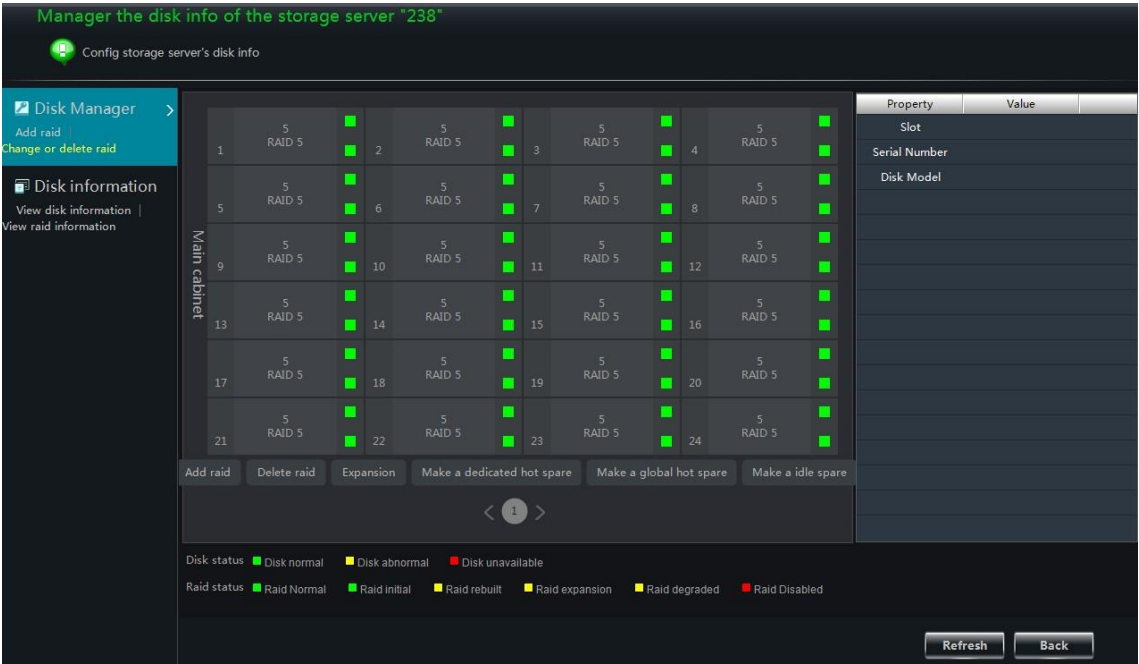 Manager the disk info of the storage server "238"
Config storage server's disk info
Disk Manager
Add raid |
Change or delete raid
Disk information
View disk information |
View raid information
Main cabinet
5 5 5 5
RAID 5 RAID 5 RAID 5 RAID 5
1 2 3 4
5 5 5 5
RAID 5 RAID 5 RAID 5 RAID 5
5 6 7 8
5 5 5 5
RAID 5 RAID 5 RAID 5 RAID 5
9 10 11 12
5 5 5 5
RAID 5 RAID 5 RAID 5 RAID 5
13 14 15 16
5 5 5 5
RAID 5 RAID 5 RAID 5 RAID 5
17 18 19 20
5 5 5 5
RAID 5 RAID 5 RAID 5 RAID 5
21 22 23 24
Add raid Delete raid Expansion Make a dedicated hot spare Make a global hot spare Make a idle spare
< 1 >
Property Value
Slot
Serial Number
Disk Model
Disk status Disk normal Disk abnormal Disk unavailable
Raid status Raid Normal Raid initial Raid rebuilt Raid expansion Raid degraded Raid Disabled
Refresh Back